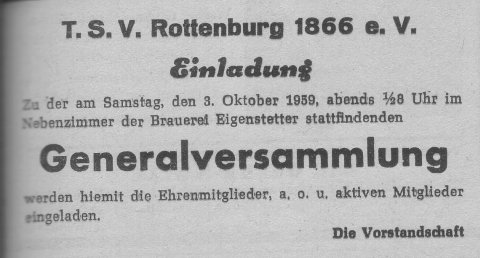 T. S. V. Rottenburg 1866 e. V.
Einladung
Zu der am Samstag, den 3. Oktober 1959, abends ½8 Uhr im
Nebenzimmer der Brauerei Eigenstetter stattfindenden
Generalversammlung
werden hiemit die Ehrenmitglieder, a. o. u. aktiven Mitglieder
eingeladen.
Die Vorstandschaft